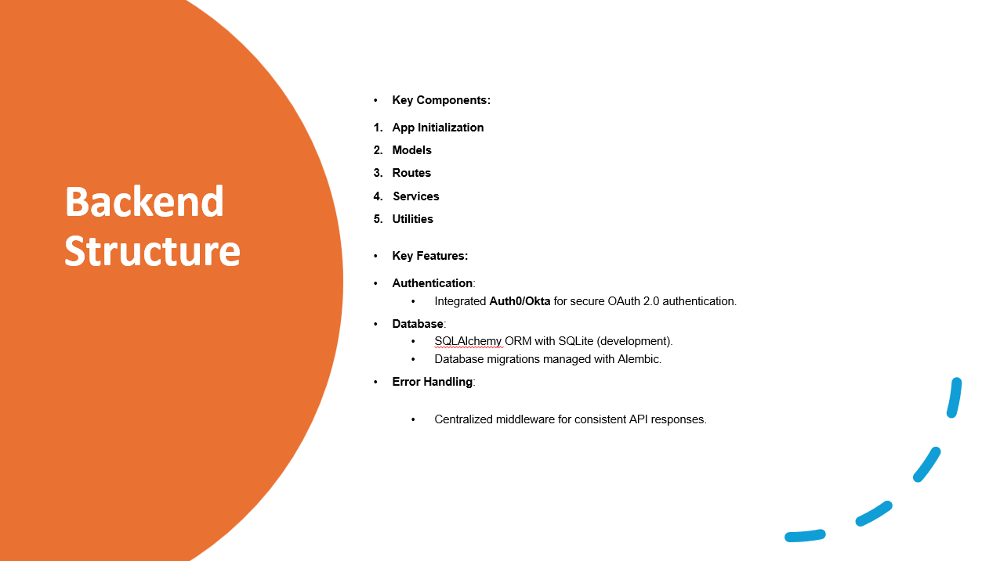 Backend
Structure
• Key Components:
1. App Initialization
2. Models
3. Routes
4. Services
5. Utilities
• Key Features:
• Authentication:
• Integrated Auth0/Okta for secure OAuth 2.0 authentication.
• Database:
• SQLAlchemy ORM with SQLite (development).
• Database migrations managed with Alembic.
• Error Handling:
• Centralized middleware for consistent API responses.